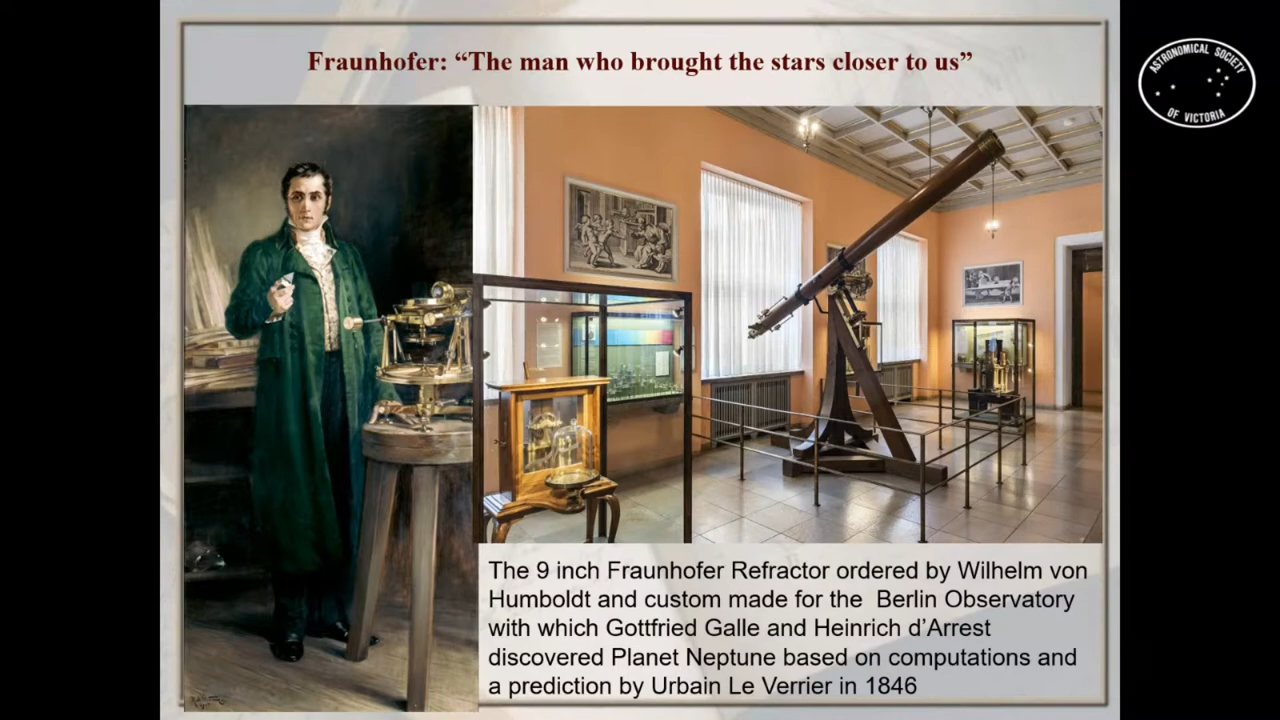 Fraunhofer: “The man who brought the stars closer to us”
ASTRONOMICAL SOCIETY
OF VICTORIA
The 9 inch Fraunhofer Refractor ordered by Wilhelm von
Humboldt and custom made for the  Berlin Observatory
with which Gottfried Galle and Heinrich d’Arrest
discovered Planet Neptune based on computations and
a prediction by Urbain Le Verrier in 1846